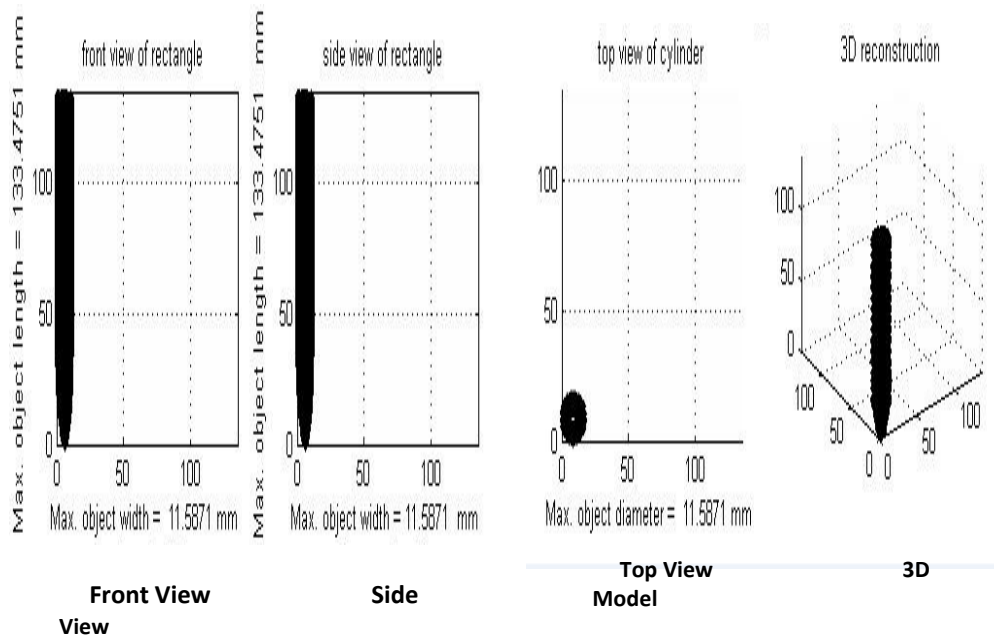 front view of rectangle
Max. object length = 133.4751 mm
100
50
0
0 50 100
Max. object width = 11.5871 mm
side view of rectangle
Max. object length = 133.4751 mm
100
50
0
0 50 100
Max. object width = 11.5871 mm
top view of cylinder
100
50
0
0 50 100
Max. object diameter = 11.5871 mm
3D reconstruction
100
50
0
100
50
0
0
50
100
Front View Side
View
Top View 3D
Model